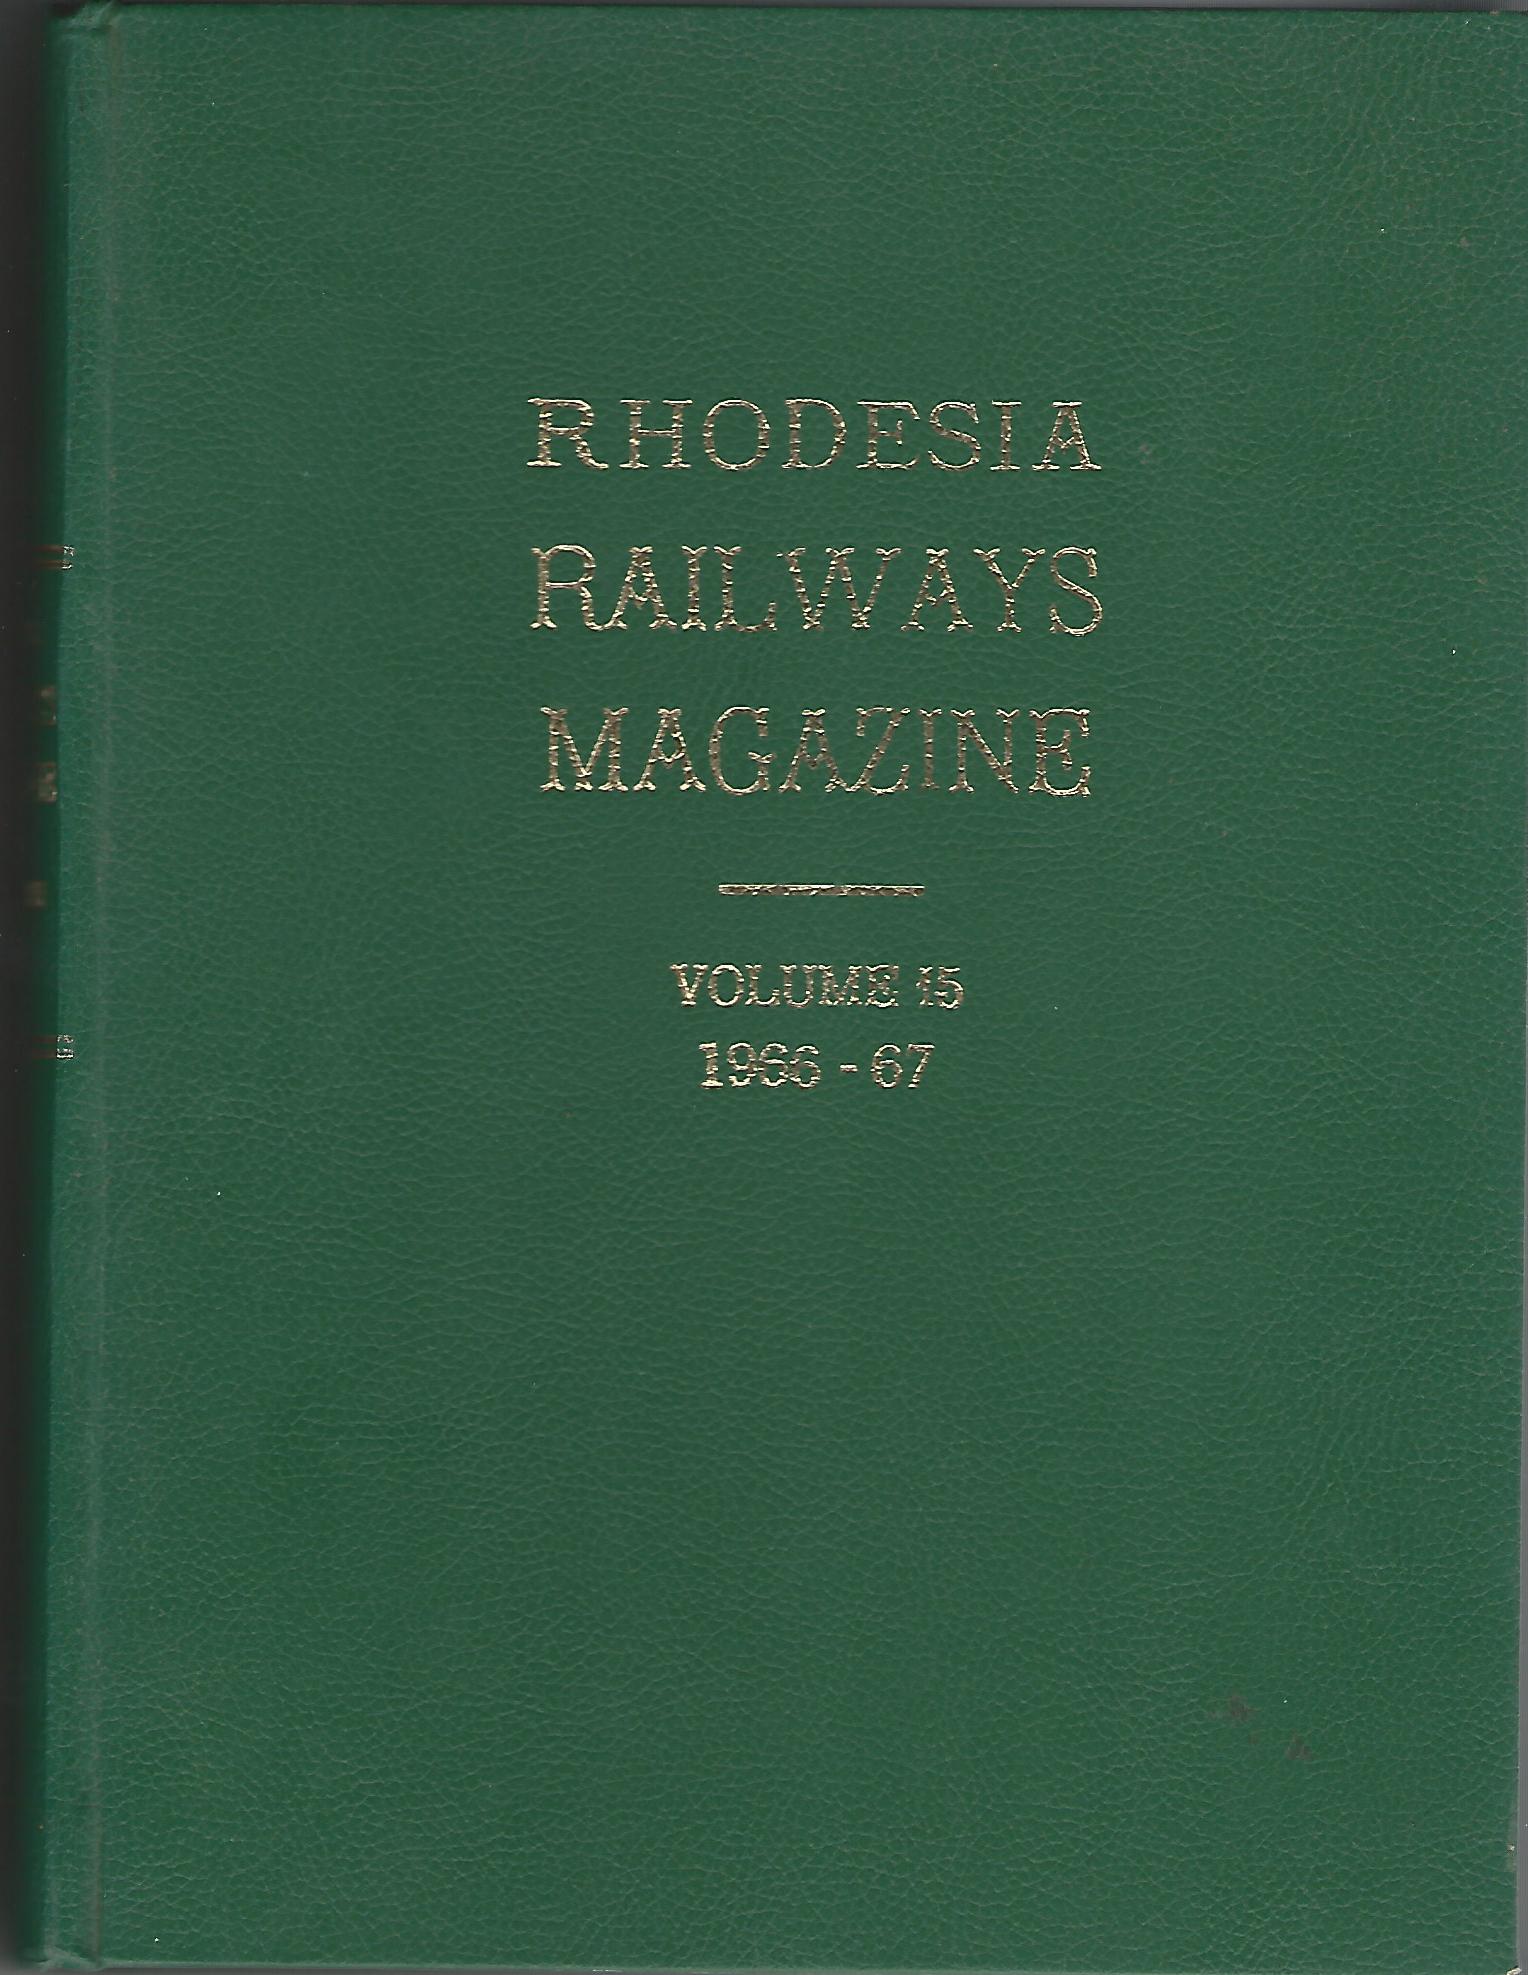 RHODESIA
RAILWAYS
MAGAZINE
VOLUME 15
1966 - 67